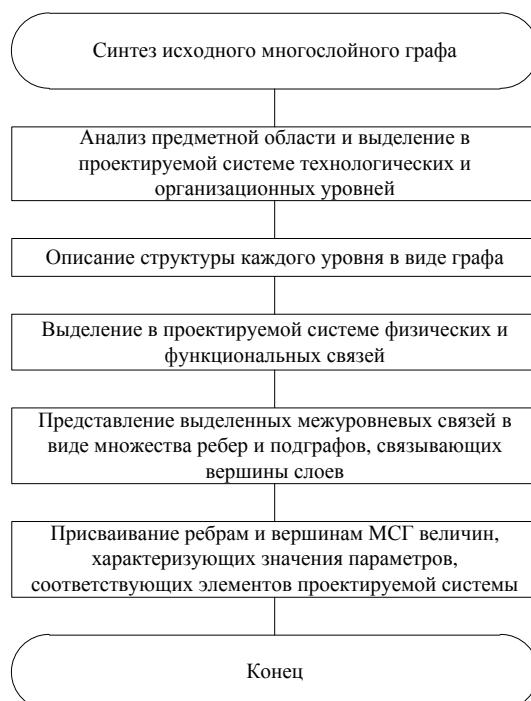 Синтез исходного многослойного графа
Анализ предметной области и выделение в
проектируемой системе технологических и
организационных уровней
Описание структуры каждого уровня в виде графа
Выделение в проектируемой системе физических и
функциональных связей
Представление выделенных межуровневых связей в
виде множества ребер и подграфов, связывающих
вершины слоев
Присваивание ребрам и вершинам МСГ величин,
характеризующих значения параметров,
соответствующих элементов проектируемой системы
Конец